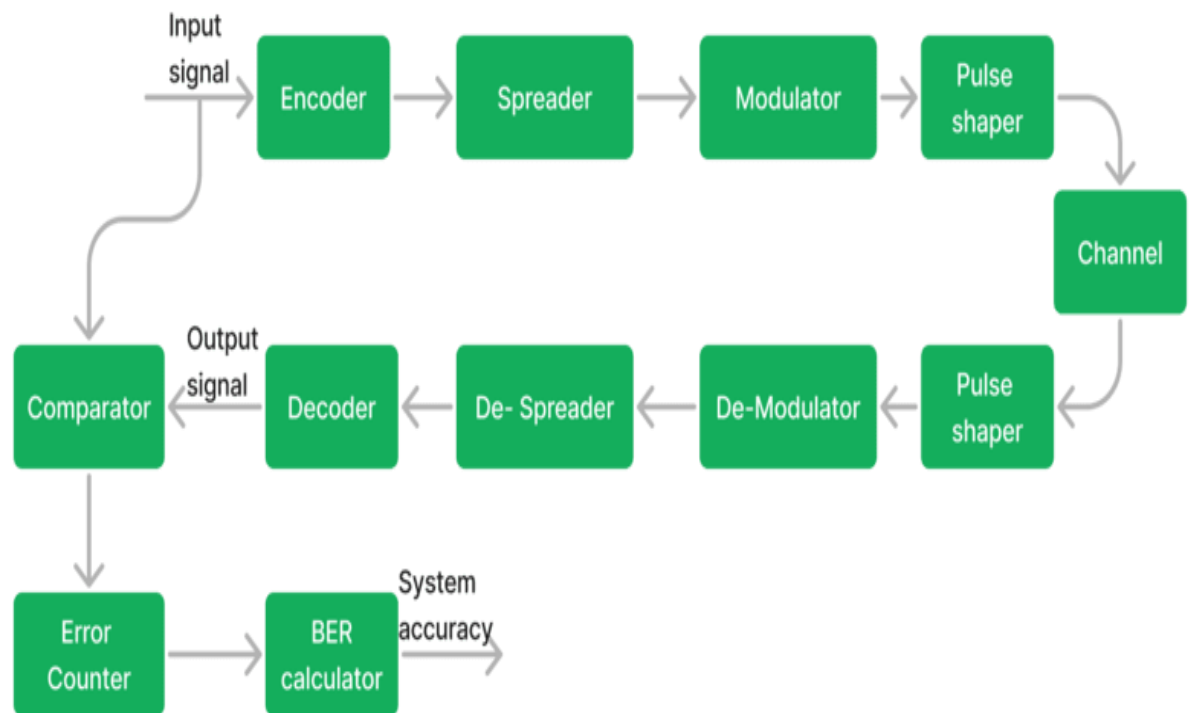 Input
signal
Encoder
Spreader
Modulator
Pulse
shaper
Channel
Output
signal
Comparator
Decoder
De- Spreader
De-Modulator
Pulse
shaper
Error
Counter
BER
calculator
System
accuracy